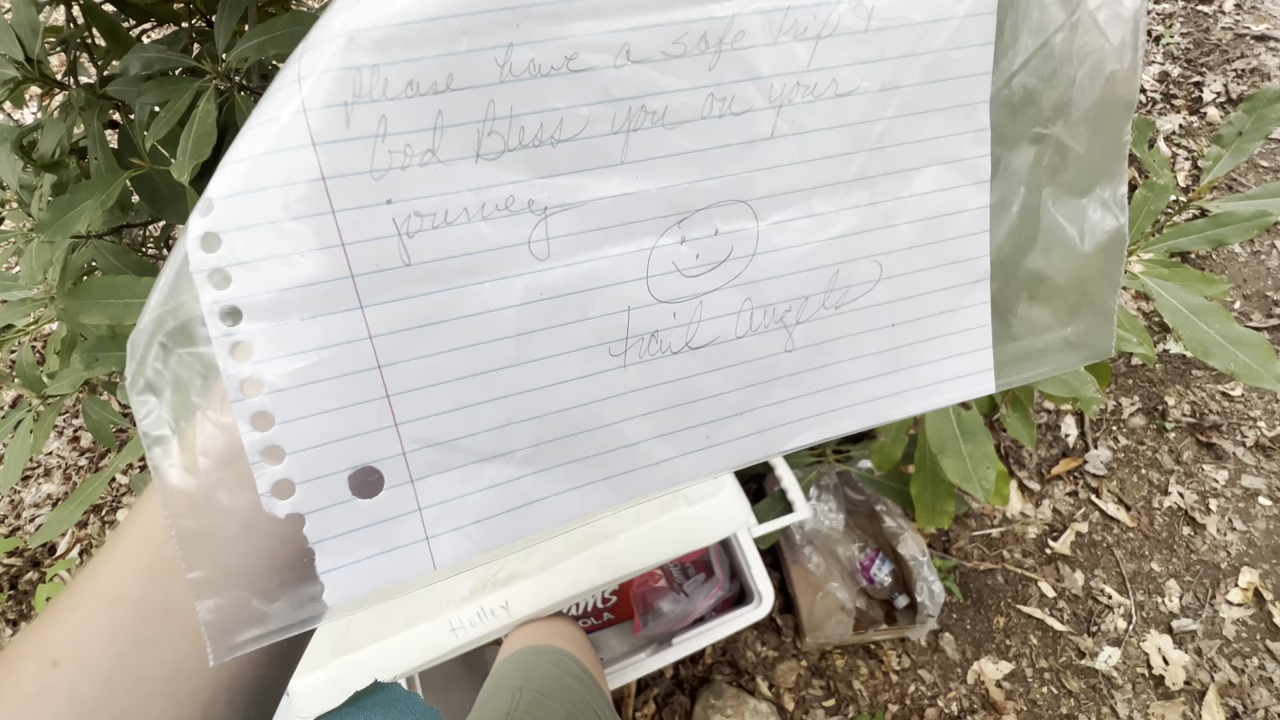 Please have a safe trip &
God Bless you on your
journey
trail angels
Holley